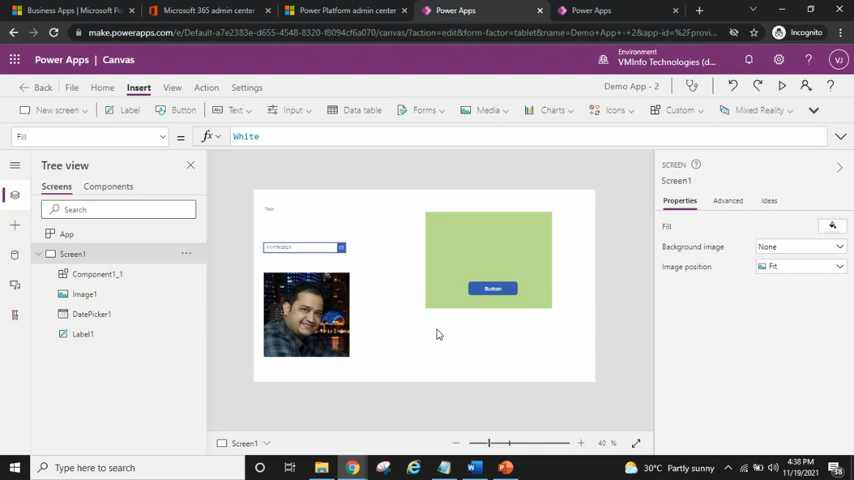 Business Apps | Microsoft Po
Microsoft 365 admin center
Power Platform admin center
Power Apps
Power Apps
make.powerapps.com/e/Default-a7e2383e-d655-4548-8320-f8094cf6a070/canvas/?action=edit&form-factor=tablet&name=Demo+App+-+2&app-id=%2Fprovi...
Incognito
Power Apps | Canvas
Environment
VMInfo Technologies (d...
VJ
Back
File
Home
Insert
View
Action
Settings
Demo App - 2
New screen
Label
Button
Text
Input
Data table
Forms
Media
Charts
Icons
Custom
Mixed Reality
Fill
=
fx
White
Tree view
Screens
Components
Search
App
Screen1
Component1_1
Image1
DatePicker1
Label1
Text
11/19/2021
Button
SCREEN
Screen1
Properties
Advanced
Ideas
Fill
Background image
None
Image position
Fit
Screen1
40 %
Type here to search
30°C Partly sunny
4:38 PM
11/19/2021
38